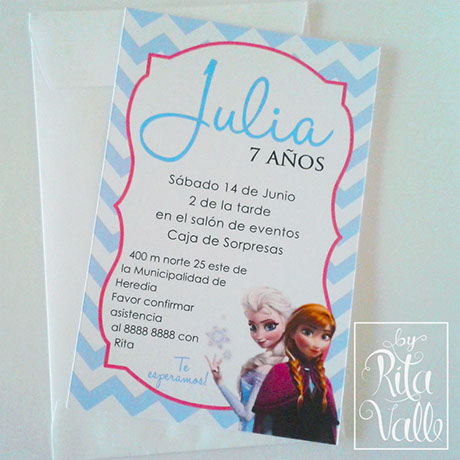 Julia
7 AÑOS
Sábado 14 de Junio
2 de la tarde
en el salón de eventos
Caja de Sorpresas
400 m norte 25 este de
la Municipalidad de
Heredia
Favor confirmar
asistencia
al 8888 8888 con
Rita
Te
esperamos!
by
Rita
Vall